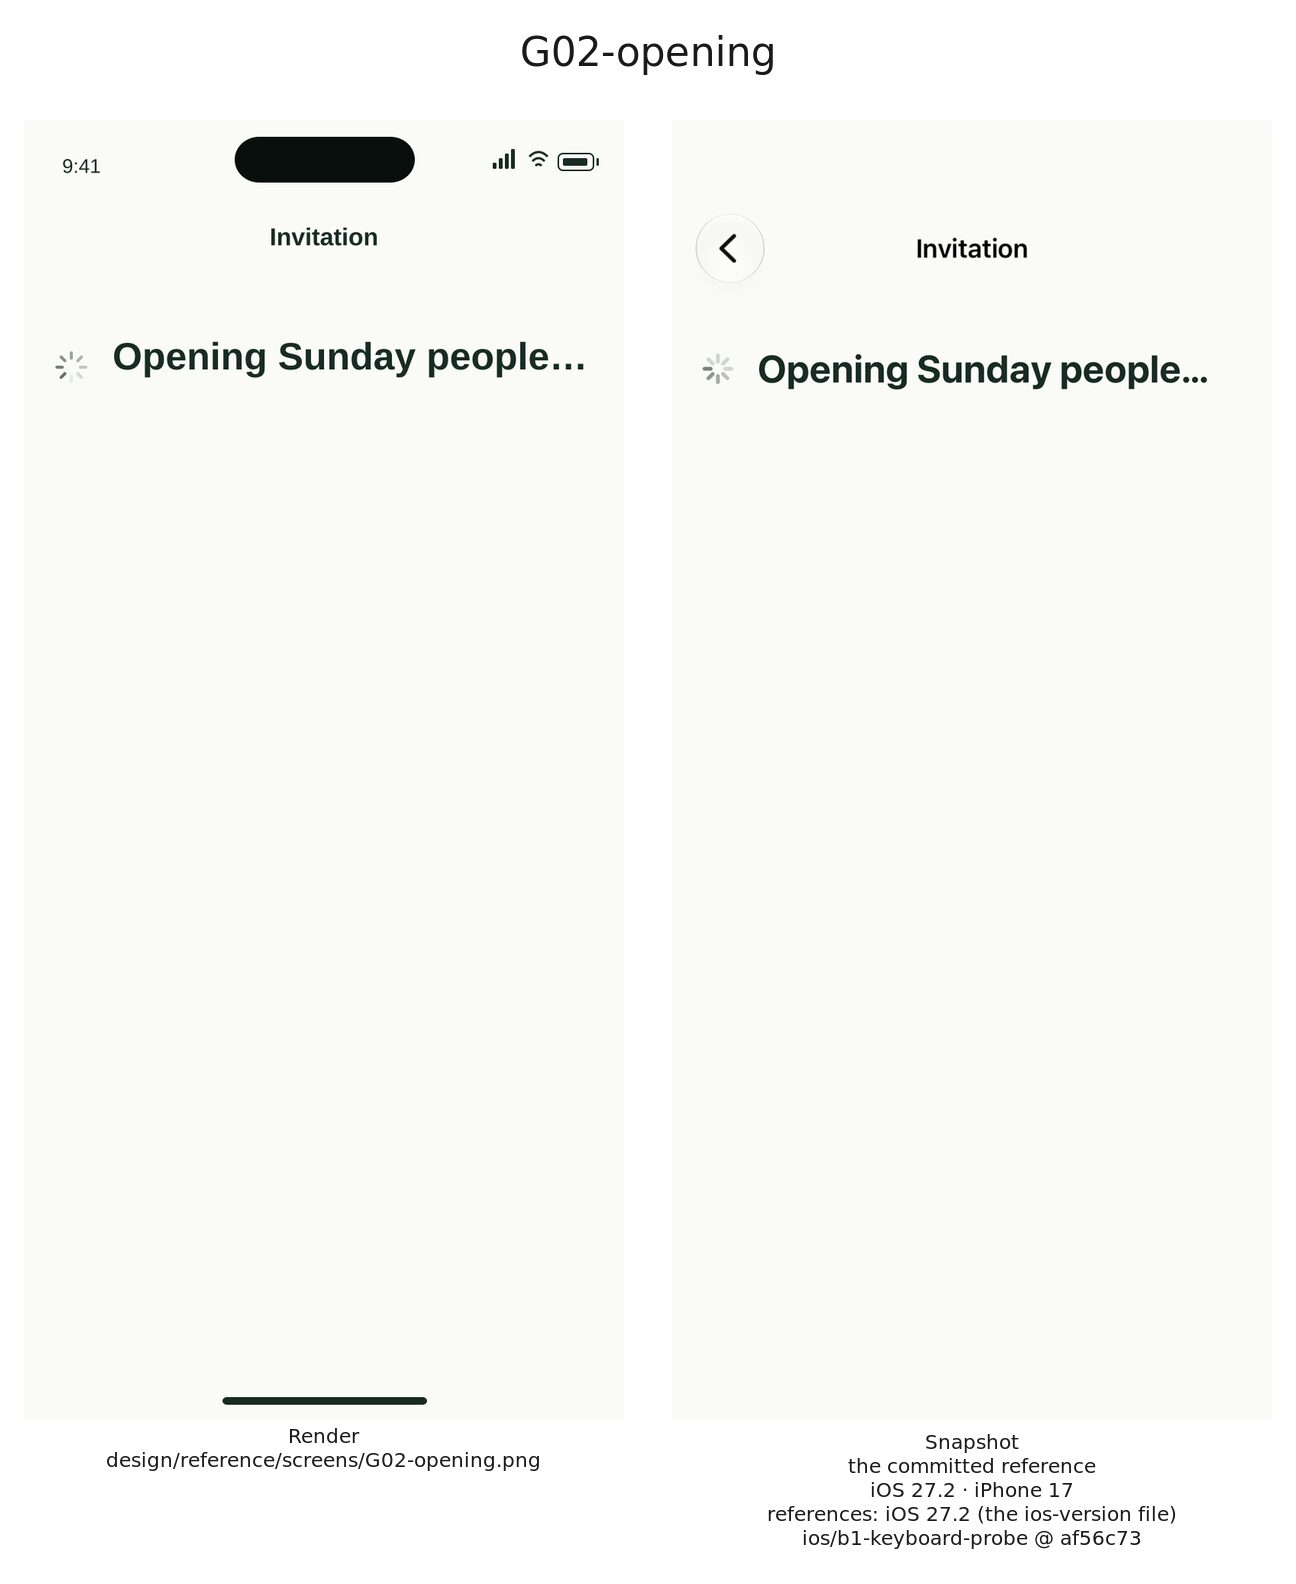 G02-opening
9:41
Invitation
Opening Sunday people…
Render
design/reference/screens/G02-opening.png
Invitation
Opening Sunday people…
Snapshot
the committed reference
iOS 27.2 · iPhone 17
references: iOS 27.2 (the ios-version file)
ios/b1-keyboard-probe @ af56c73